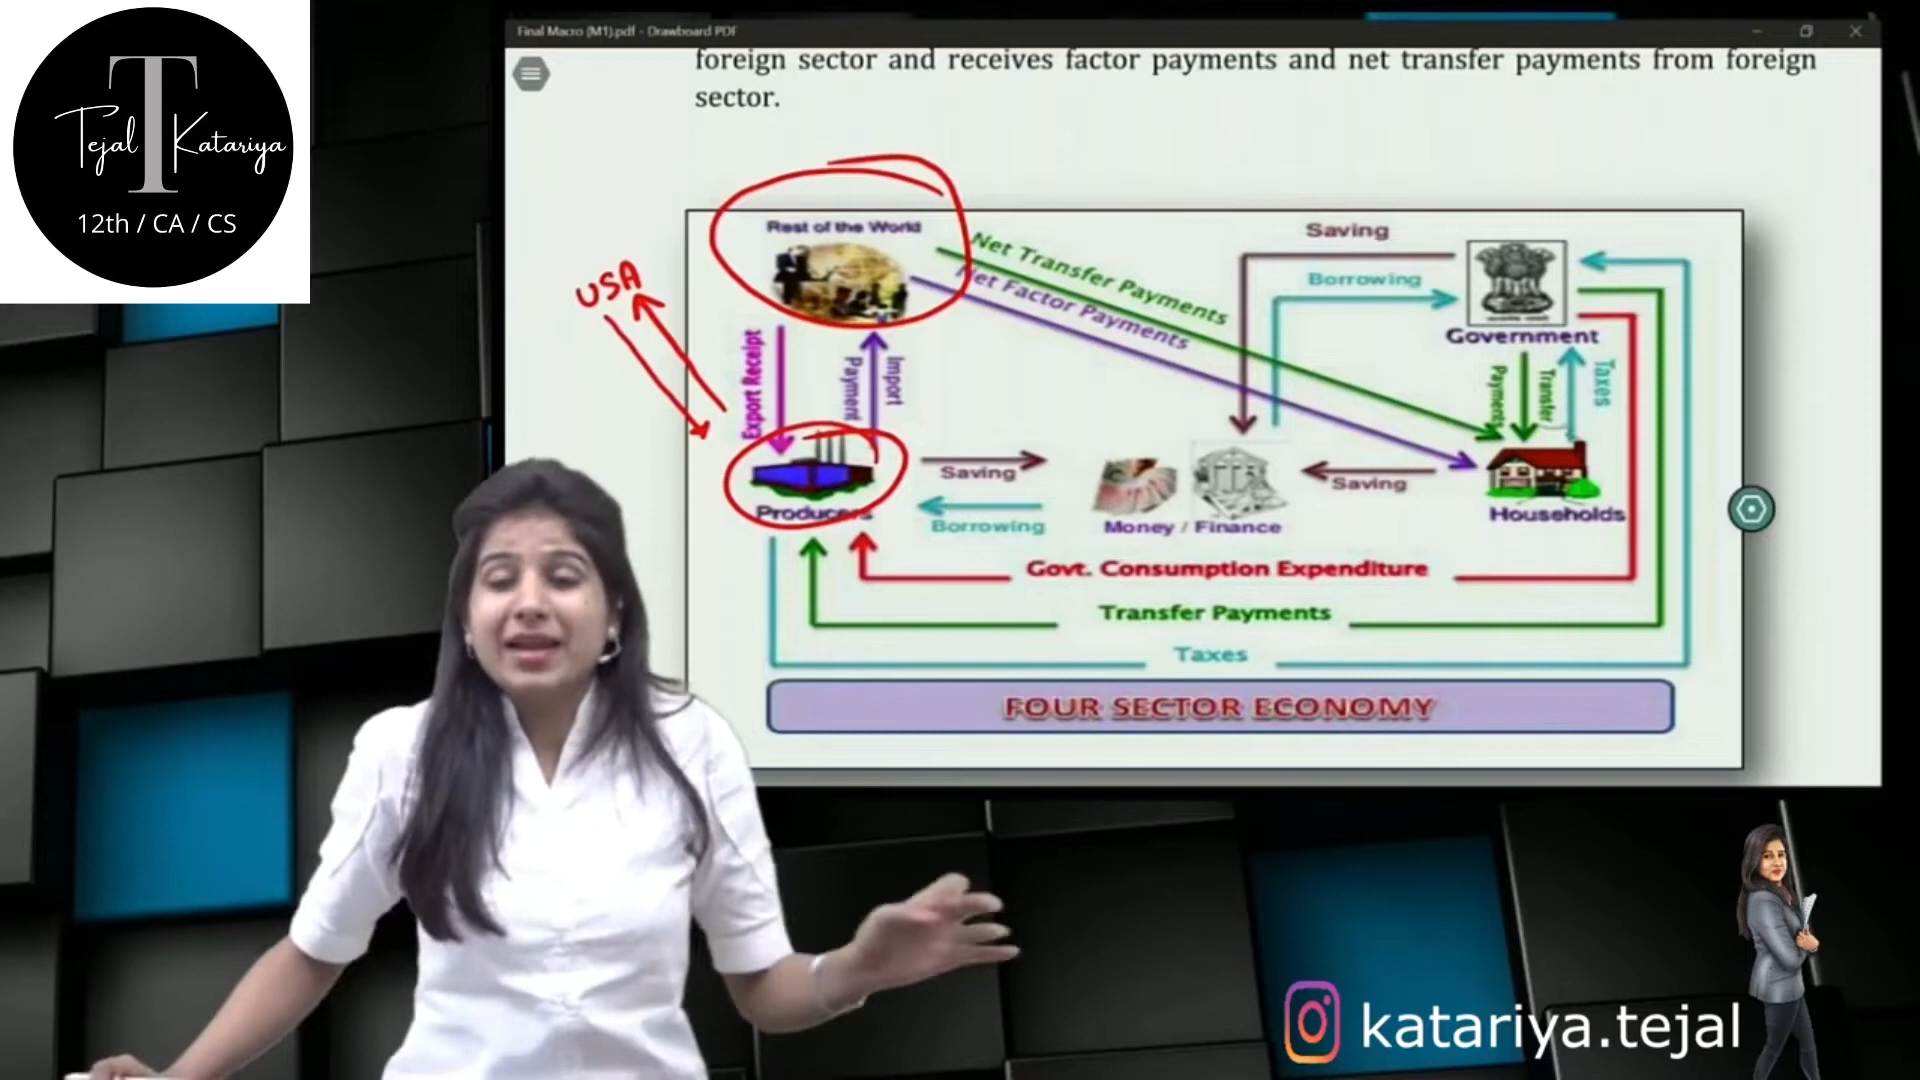 Tejal Katariya
T
12th / CA / CS
Final Macro (M1).pdf - Drawboard PDF
foreign sector and receives factor payments and net transfer payments from foreign
sector.
USA
Rest of the World
Net Transfer Payments
Net Factor Payments
Saving
Borrowing
Government
Export Receipt
Import
Payment
Transfer
Payments
Taxes
Saving
Borrowing
Producers
Money / Finance
Saving
Households
Govt. Consumption Expenditure
Transfer Payments
Taxes
FOUR SECTOR ECONOMY
katariya.tejal